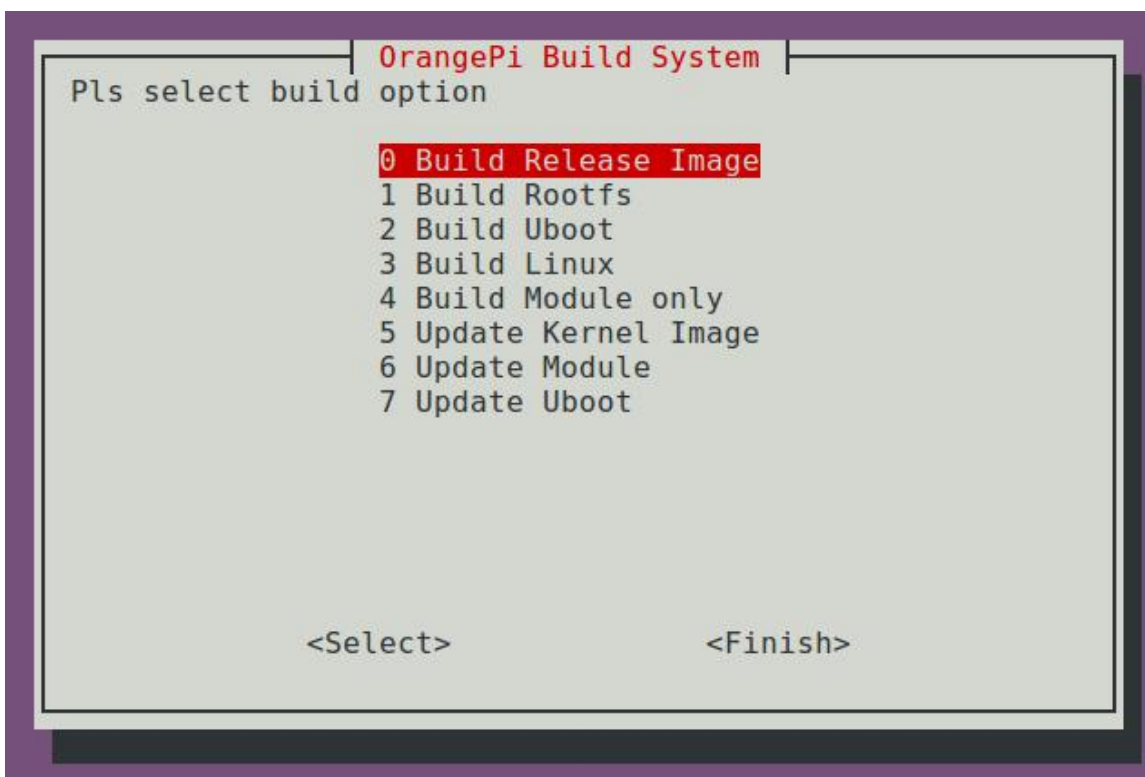 OrangePi Build System
Pls select build option
0 Build Release Image
1 Build Rootfs
2 Build Uboot
3 Build Linux
4 Build Module only
5 Update Kernel Image
6 Update Module
7 Update Uboot
<Select> <Finish>